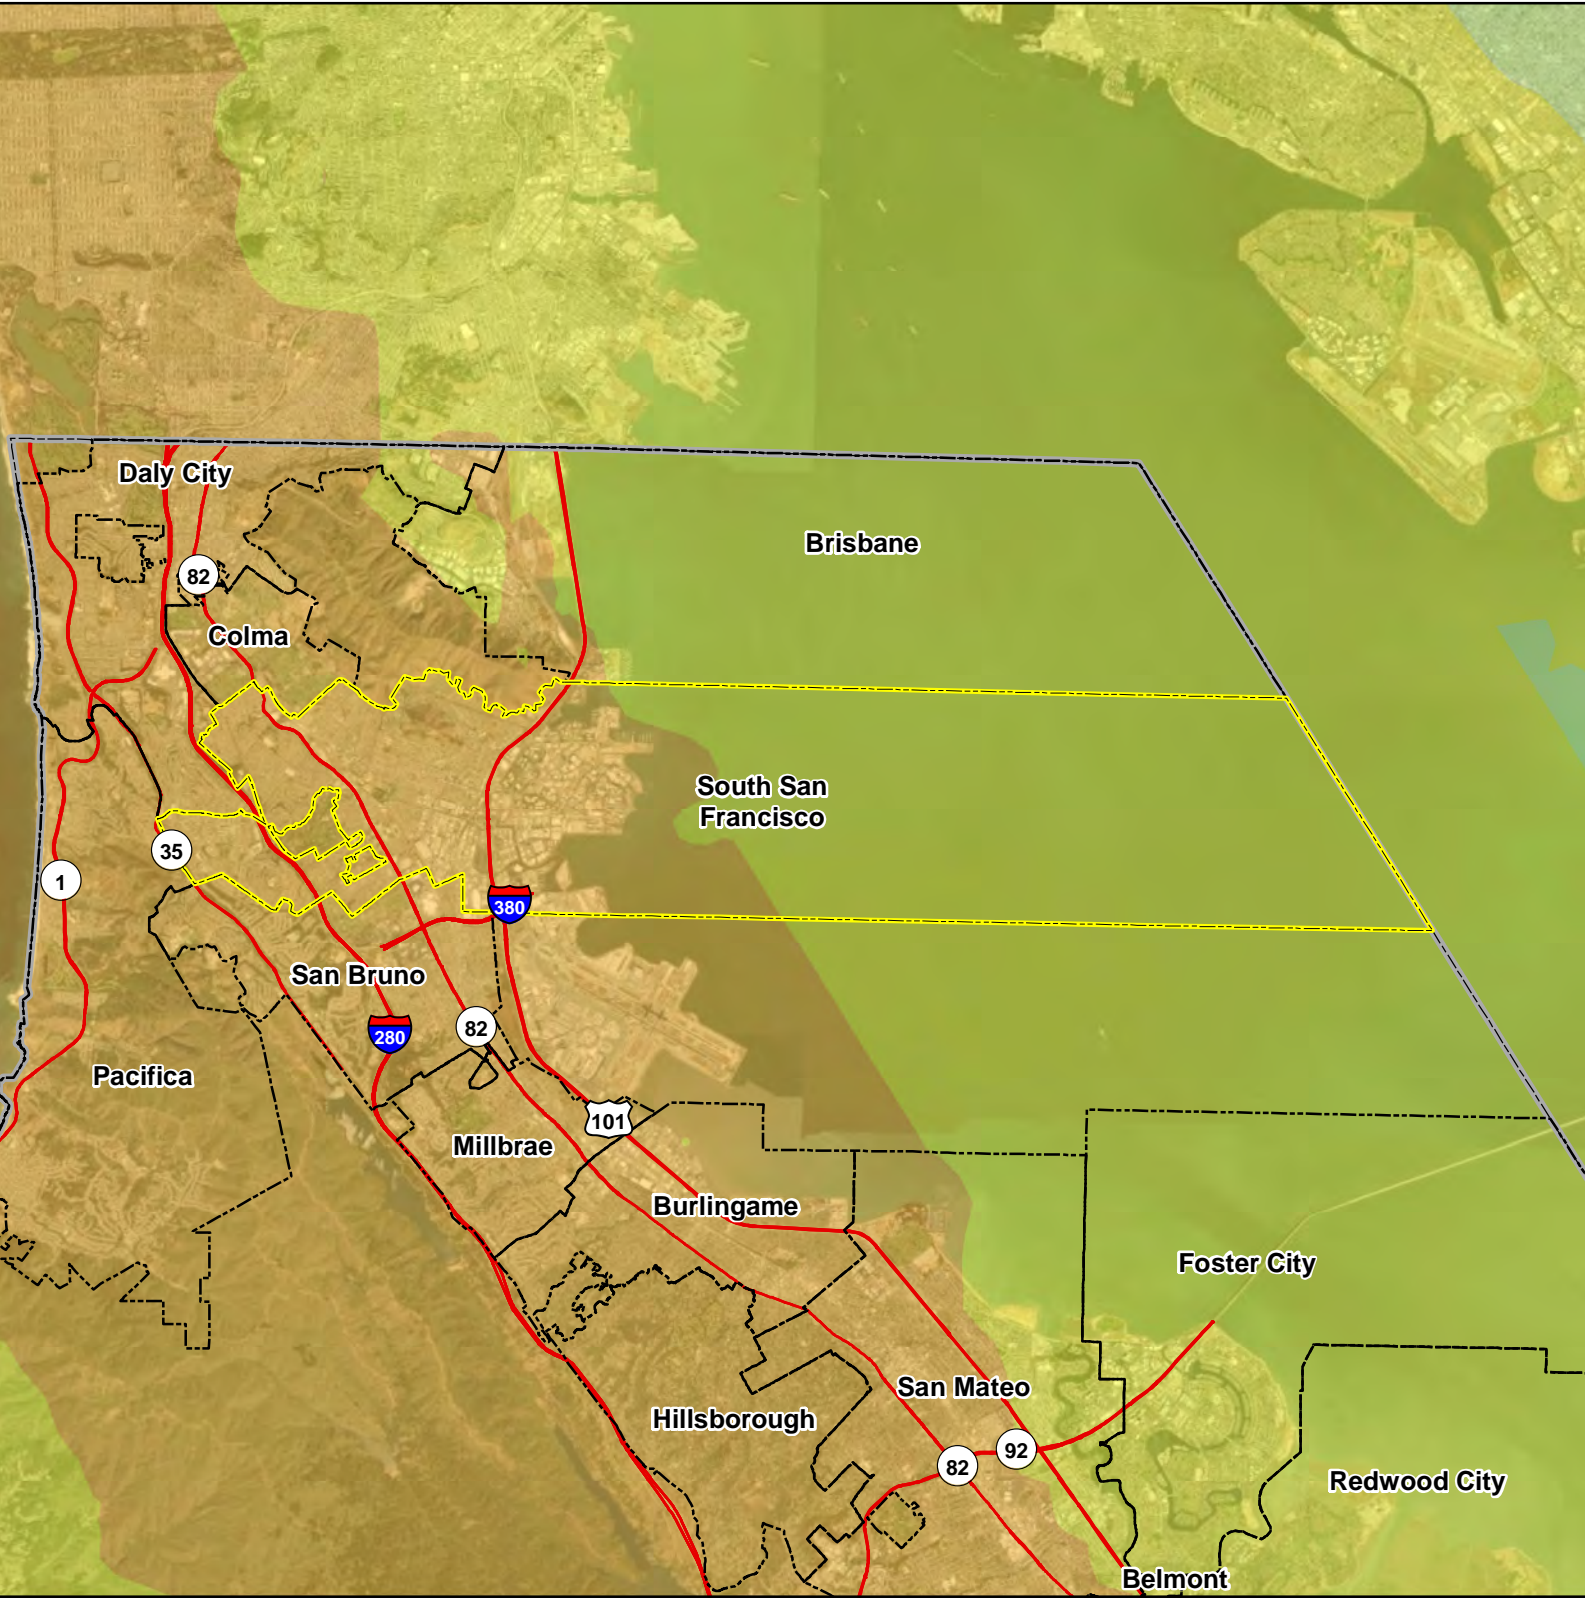 Daly City
Brisbane
82
Colma
South San
Francisco
35
1
380
San Bruno
280
82
Pacifica
101
Millbrae
Burlingame
Foster City
San Mateo
Hillsborough
92
82
Redwood City
Belmont